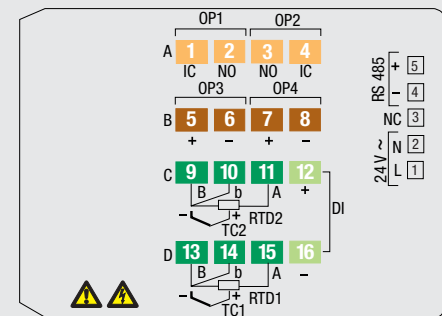 OP1 OP2
A 1 2 3 4
IC NO NO IC
OP3 OP4
B 5 6 7 8
+ − + −
C 9 10 11 12
B b A +
− + RTD2
TC2
DI
D 13 14 15 16
B b A −
− + RTD1
TC1
RS 485 + 5
− 4
NC 3
24 V ~ N 2
L 1